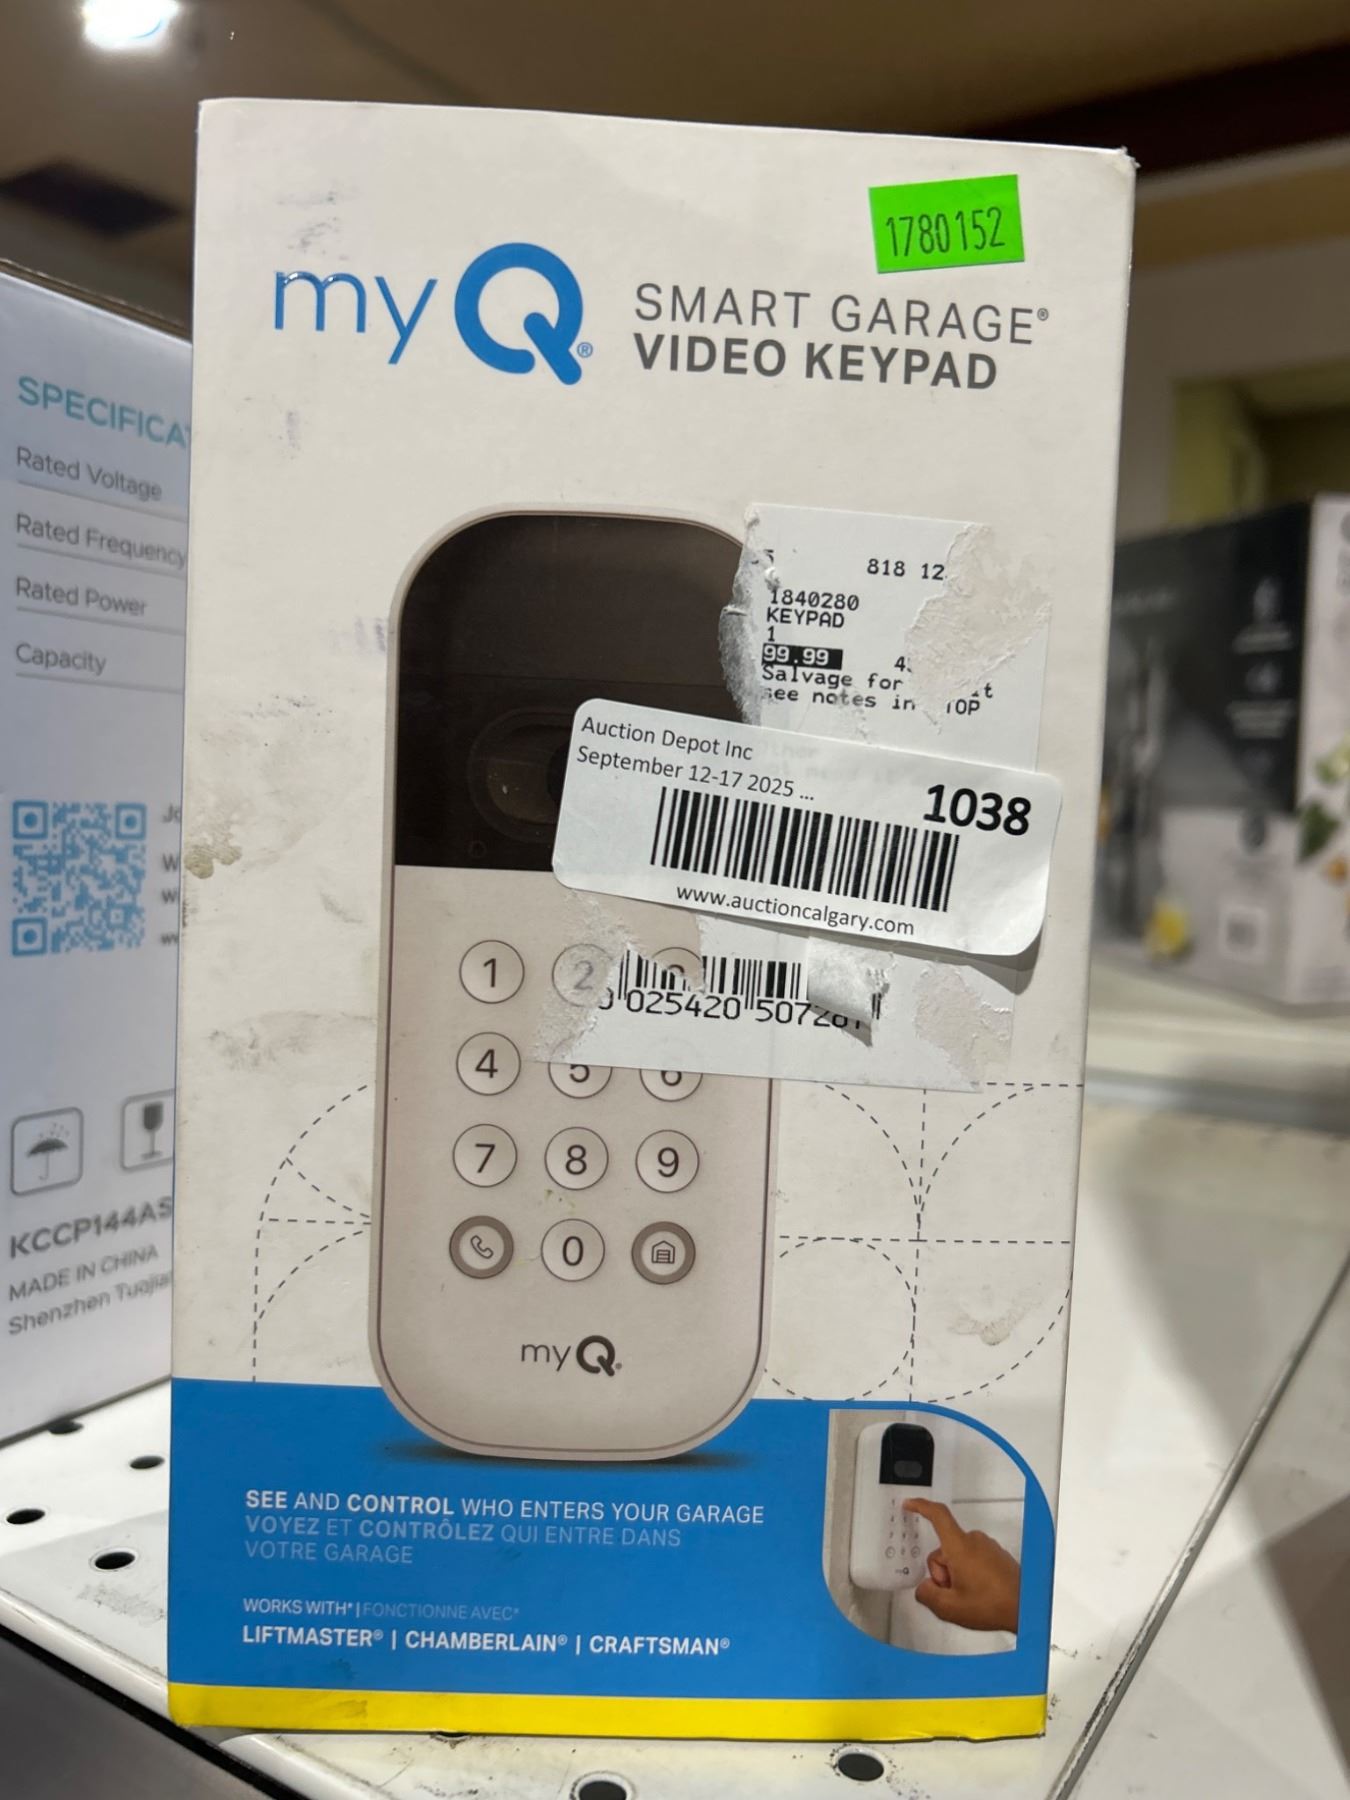 1780152
myQ®
SMART GARAGE®
VIDEO KEYPAD
SPECIFICA
Rated Voltage
Rated Frequency
Rated Power
Capacity
818 12
1840280
KEYPAD
1
99.99
Salvage for
see notes in
Auction Depot Inc
September 12-17 2025 ...
1038
www.auctioncalgary.com
025420
1
2
4
5
6
7
8
9
0
myQ
KCCP144AS
MADE IN CHINA
Shenzhen
SEE AND CONTROL WHO ENTERS YOUR GARAGE
VOYEZ ET CONTRÔLEZ QUI ENTRE DANS
VOTRE GARAGE
WORKS WITH* | FONCTIONNE AVEC*
LIFTMASTER® | CHAMBERLAIN® | CRAFTSMAN®